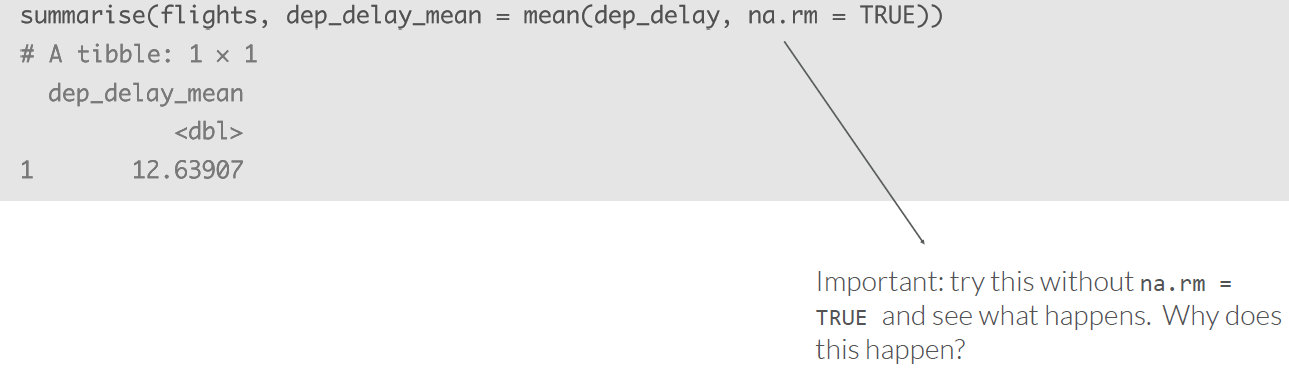 summarise(flights, dep_delay_mean = mean(dep_delay, na.rm = TRUE))
# A tibble: 1 × 1
dep_delay_mean
<dbl>
1 12.63907
Important: try this without na.rm =
TRUE and see what happens. Why does
this happen?